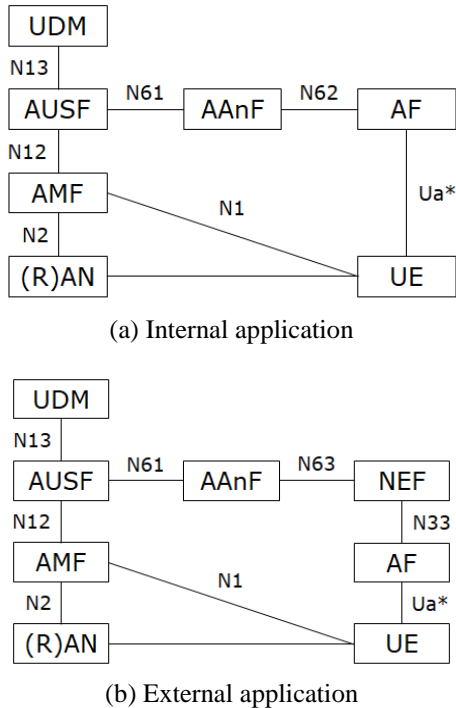 UDM
N13
N61
N62
AUSF
AAnF
AF
N12
AMF
N1
Ua*
N2
(R)AN
UE
(a) Internal application
UDM
N13
N61
N63
AUSF
AAnF
NEF
N12
N33
AMF
AF
N1
N2
Ua*
(R)AN
UE
(b) External application